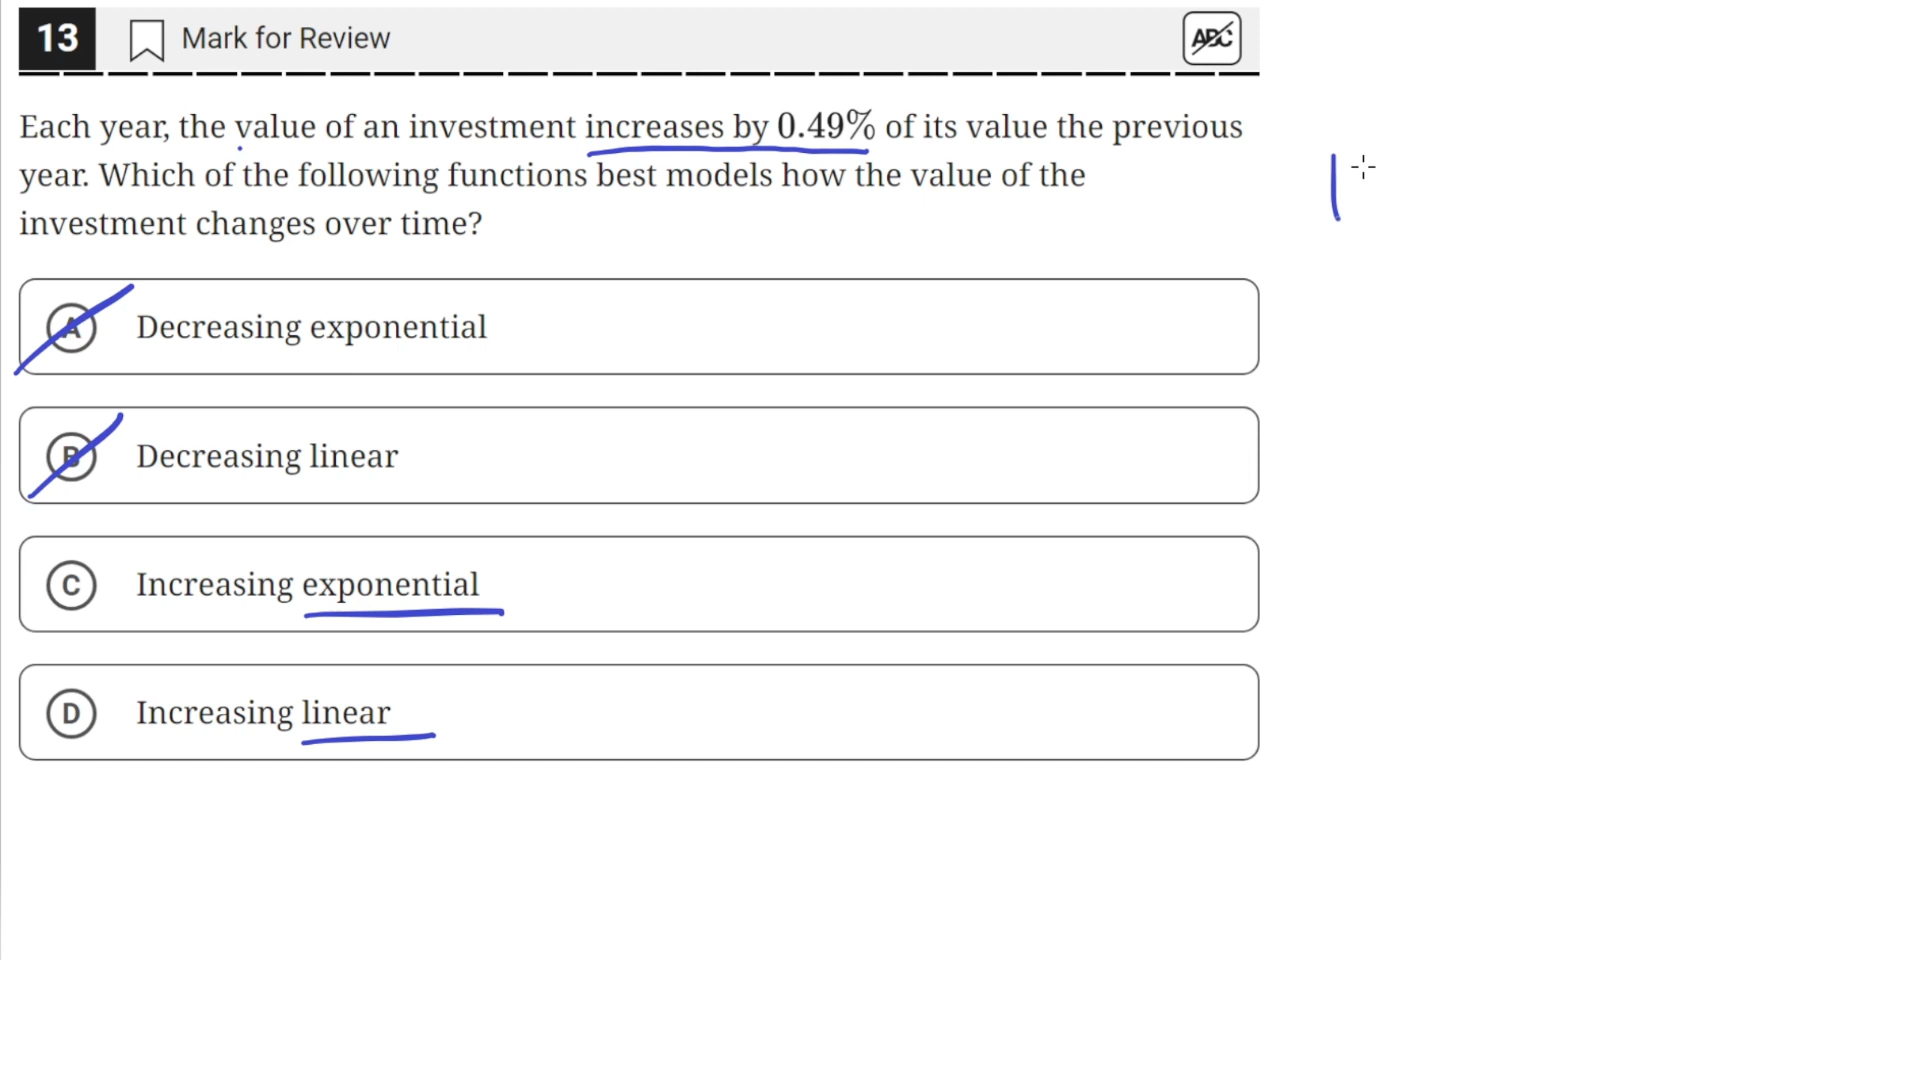 13 Mark for Review ABC
Each year, the value of an investment increases by 0.49% of its value the previous
year. Which of the following functions best models how the value of the
investment changes over time?
A Decreasing exponential
B Decreasing linear
C Increasing exponential
D Increasing linear